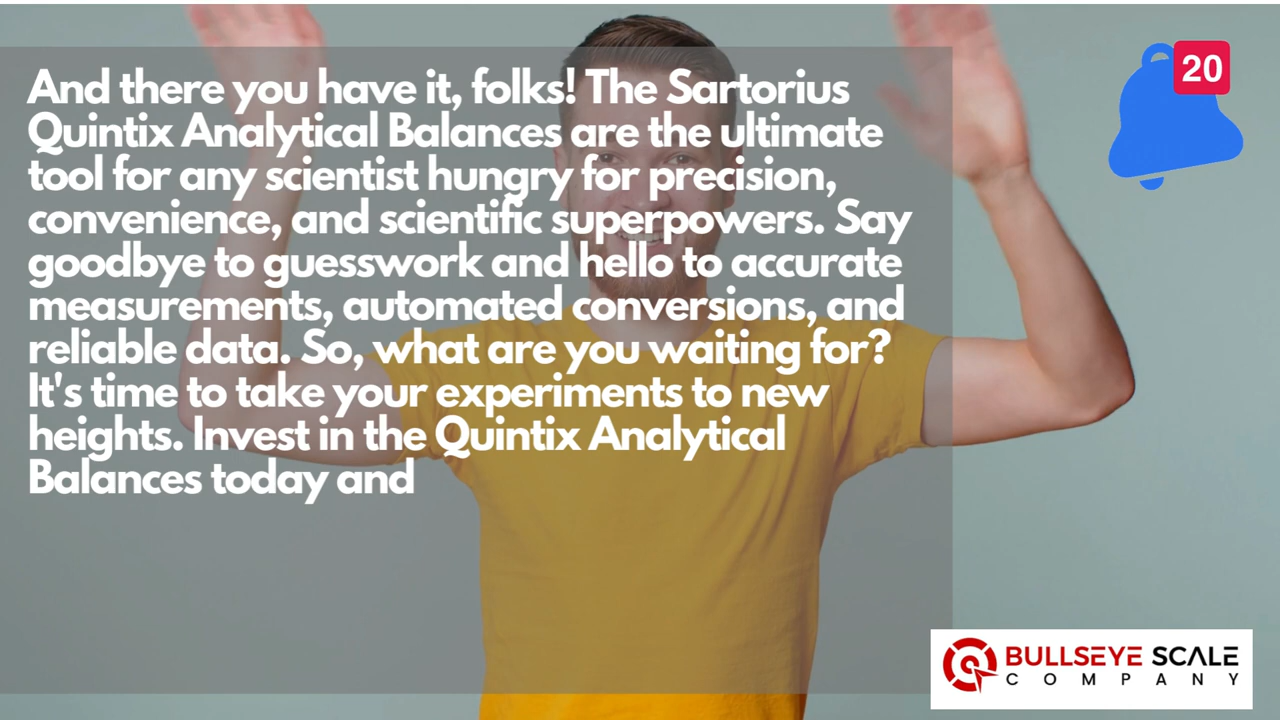 And there you have it, folks! The Sartorius
Quintix Analytical Balances are the ultimate
tool for any scientist hungry for precision,
convenience, and scientific superpowers. Say
goodbye to guesswork and hello to accurate
measurements, automated conversions, and
reliable data. So, what are you waiting for?
It's time to take your experiments to new
heights. Invest in the Quintix Analytical
Balances today and
20
BULLSEYE SCALE
COMPANY